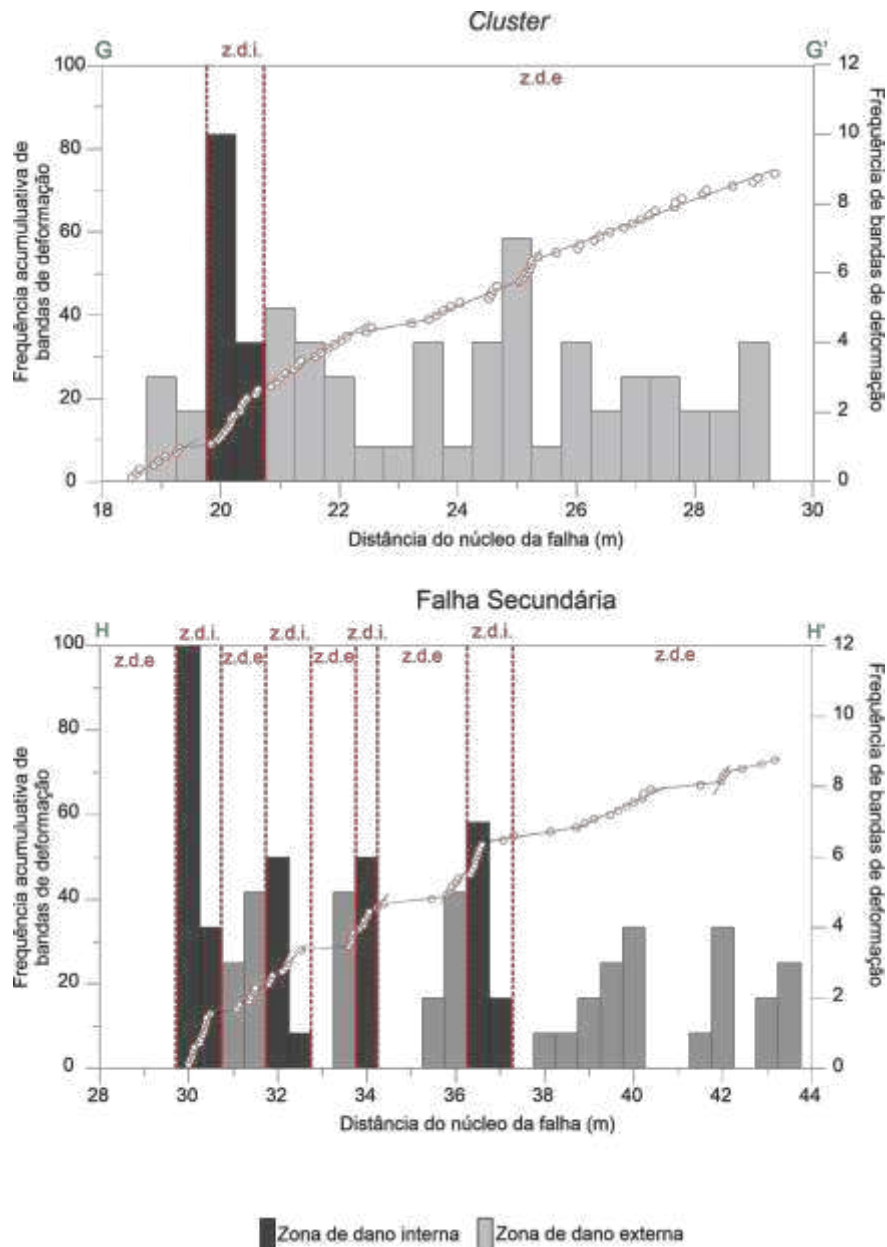 Cluster
G z.d.i. G'
z.d.e
100
80
60
40
20
0
Frequência acumuluativa de
bandas de deformação
12
10
8
6
4
2
0
Frequência de bandas de deformação
18 20 22 24 26 28 30
Distância do núcleo da falha (m)
Falha Secundária
H z.d.i. z.d.i. z.d.i. z.d.i. H'
z.d.e z.d.e z.d.e z.d.e z.d.e
100
80
60
40
20
0
Frequência acumulativa de
bandas de deformação
12
10
8
6
4
2
0
Frequência de bandas de deformação
28 30 32 34 36 38 40 42 44
Distância do núcleo da falha (m)
Zona de dano interna Zona de dano externa